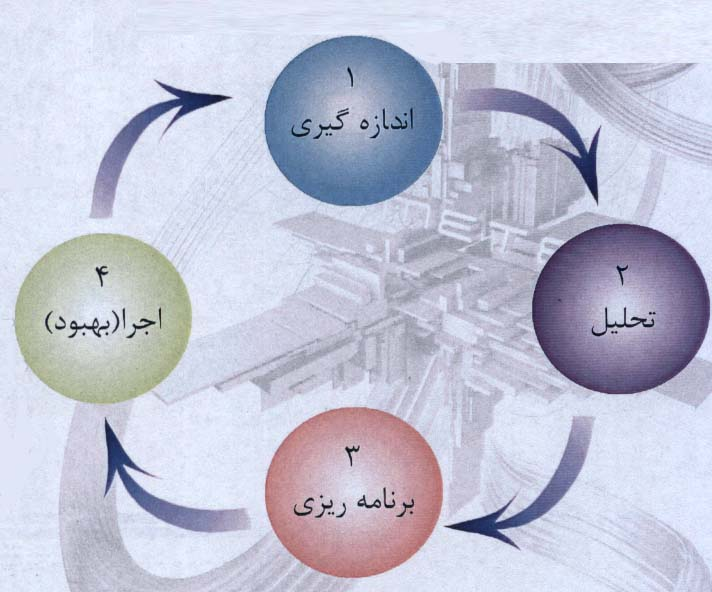 ۱
اندازه گیری
۲
تحلیل
۳
برنامه ریزی
۴
اجرا(بهبود)